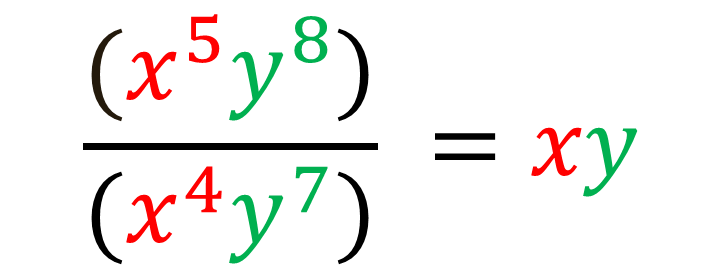 (x⁵y⁸)
/
(x⁴y⁷) = xy